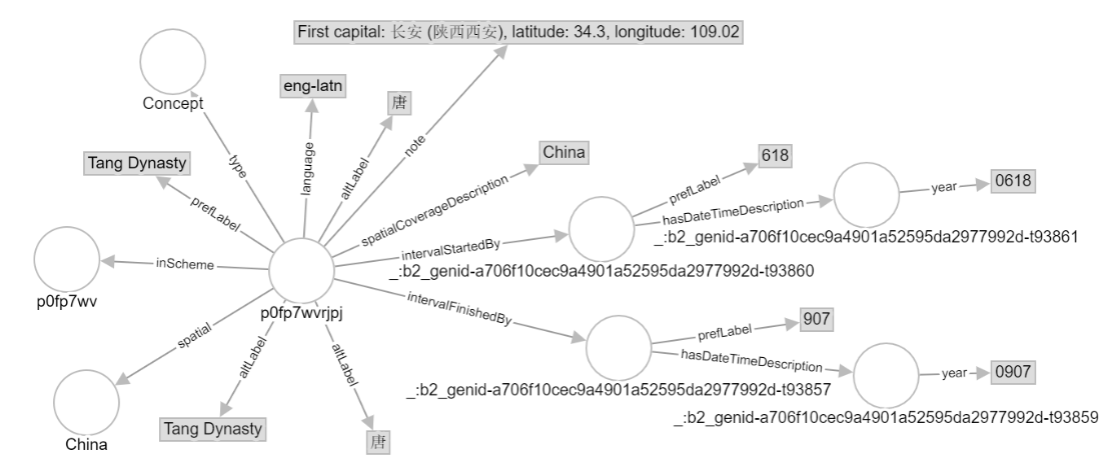 First capital: 长安 (陕西西安), latitude: 34.3, longitude: 109.02
eng-latn
唐
Concept
China
618
Tang Dynasty
type
language
altLabel
note
prefLabel
spatialCoverageDescription
prefLabel
hasDateTimeDescription
year
0618
intervalStartedBy
_:b2_genid-a706f10cec9a4901a52595da2977992d-t93861
inScheme
_:b2_genid-a706f10cec9a4901a52595da2977992d-t93860
p0fp7wv
p0fp7wvrjpj
intervalFinishedBy
907
spatial
altLabel
altLabel
prefLabel
hasDateTimeDescription
year
0907
_:b2_genid-a706f10cec9a4901a52595da2977992d-t93857
_:b2_genid-a706f10cec9a4901a52595da2977992d-t93859
China
Tang Dynasty
唐